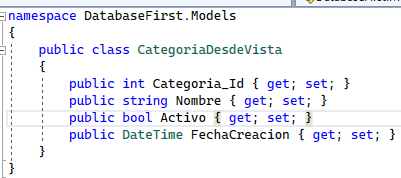 namespace DatabaseFirst.Models
{
public class CategoriaDesdeVista
{
public int Categoria_Id { get; set; }
public string Nombre { get; set; }
public bool Activo { get; set; }
public DateTime FechaCreacion { get; set; }
}
}